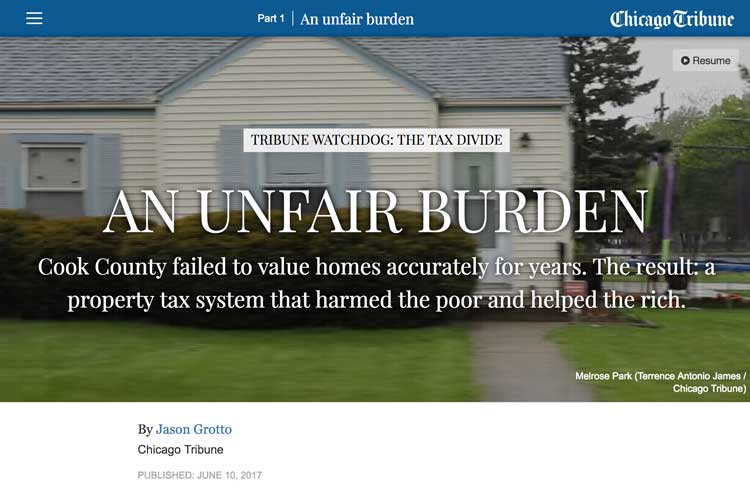 Part 1 | An unfair burden
Chicago Tribune
Resume
TRIBUNE WATCHDOG: THE TAX DIVIDE
AN UNFAIR BURDEN
Cook County failed to value homes accurately for years. The result: a
property tax system that harmed the poor and helped the rich.
Melrose Park (Terrence Antonio James /
Chicago Tribune)
By Jason Grotto
Chicago Tribune
PUBLISHED: JUNE 10, 2017